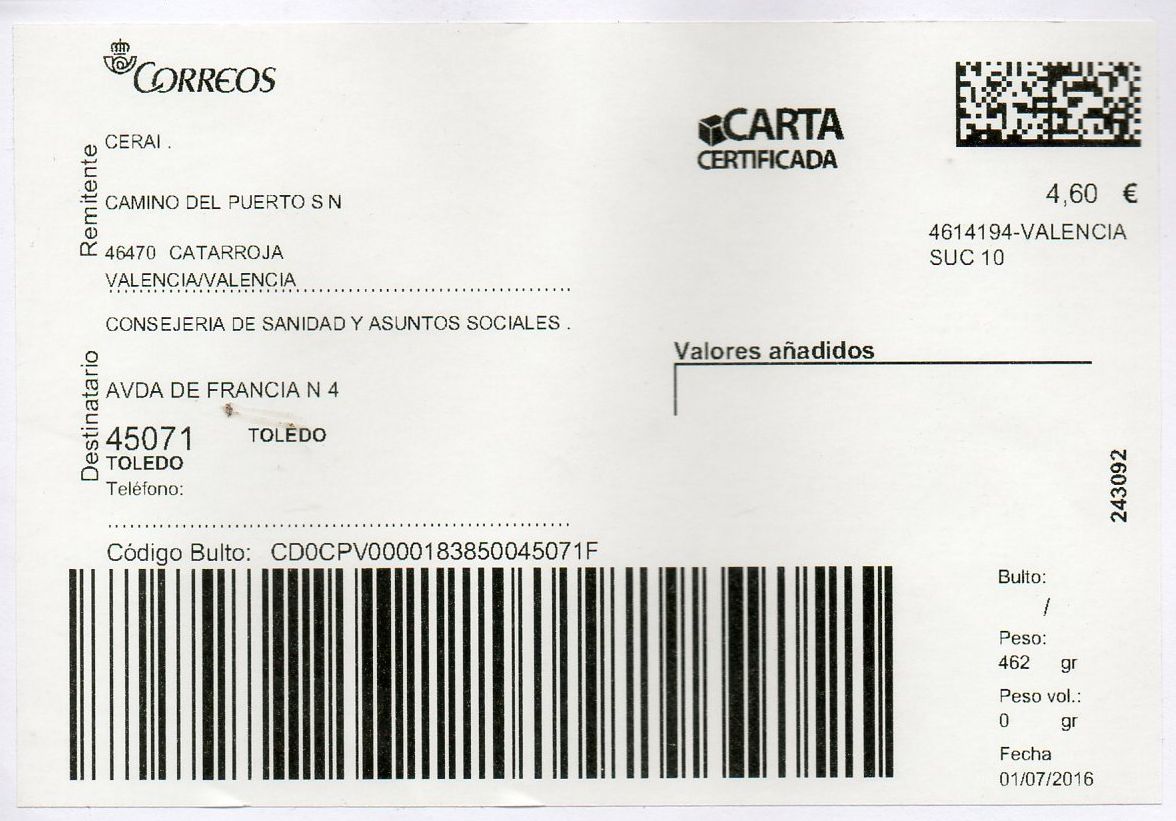 CORREOS
Remitente
CERAI .
CAMINO DEL PUERTO S N
46470 CATARROJA
VALENCIA/VALENCIA
CARTA
CERTIFICADA
4,60 €
4614194-VALENCIA
SUC 10
Destinatario
CONSEJERIA DE SANIDAD Y ASUNTOS SOCIALES .
AVDA DE FRANCIA N 4
45071 TOLEDO
TOLEDO
Teléfono:
Valores añadidos
243092
Código Bulto: CD0CPV0000183850045071F
Bulto:
/
Peso:
462 gr
Peso vol.:
0 gr
Fecha
01/07/2016